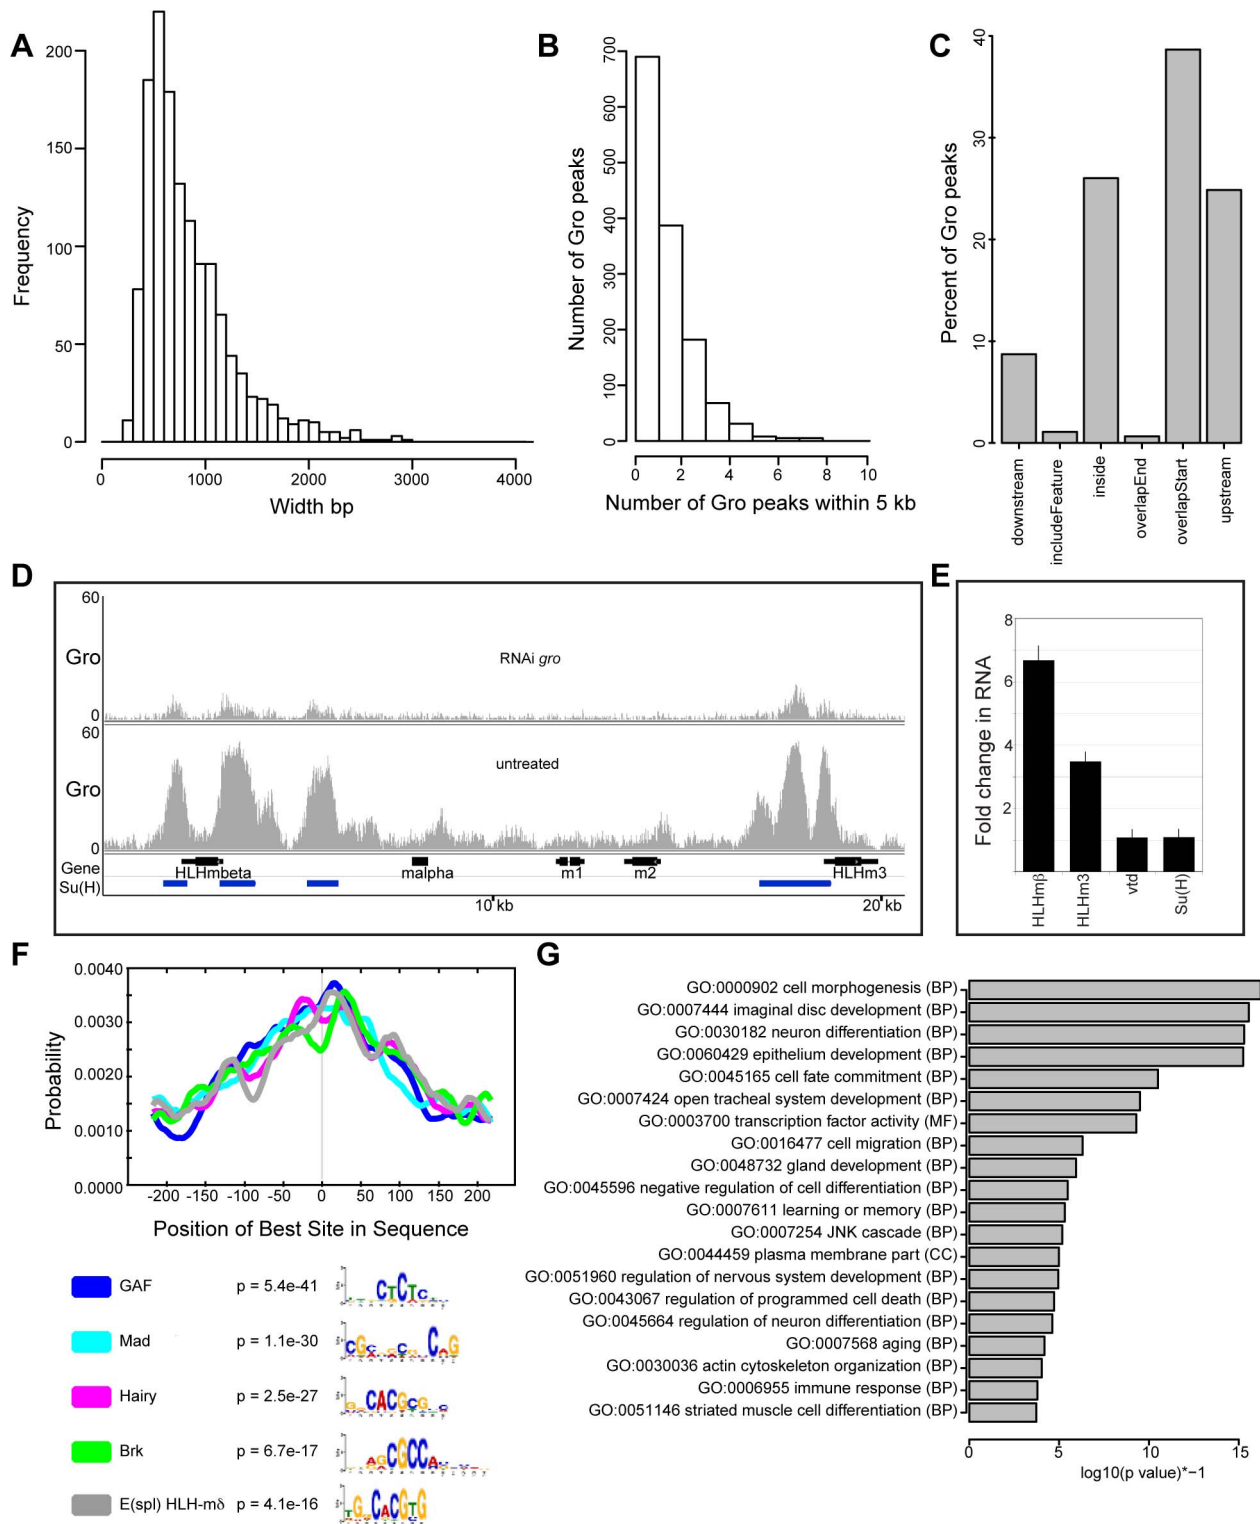 A
200
150
100
50
0
Frequency
0 1000 2000 3000 4000
Width bp
B
700
600
500
400
300
200
100
0
Number of Gro peaks
0 2 4 6 8 10
Number of Gro peaks within 5 kb
C
40
30
20
10
0
Percent of Gro peaks
downstream
includeFeature
inside
overlapEnd
overlapStart
upstream
D
60
Gro
RNAi gro
0
60
untreated
Gro
0
Gene
HLHmbeta malpha m1 m2 HLHm3
Su(H)
10 kb 20 kb
E
8
6
4
2
Fold change in RNA
HLHmβ
HLHm3
vtd
Su(H)
F
0.0040
0.0030
0.0020
0.0010
0.0000
Probability
-200 -150 -100 -50 0 50 100 150 200
Position of Best Site in Sequence
GAF p = 5.4e-41
Mad p = 1.1e-30
Hairy p = 2.5e-27
Brk p = 6.7e-17
E(spl) HLH-mδ p = 4.1e-16
G
GO:0000902 cell morphogenesis (BP)
GO:0007444 imaginal disc development (BP)
GO:0030182 neuron differentiation (BP)
GO:0060429 epithelium development (BP)
GO:0045165 cell fate commitment (BP)
GO:0007424 open tracheal system development (BP)
GO:0003700 transcription factor activity (MF)
GO:0016477 cell migration (BP)
GO:0048732 gland development (BP)
GO:0045596 negative regulation of cell differentiation (BP)
GO:0007611 learning or memory (BP)
GO:0007254 JNK cascade (BP)
GO:0044459 plasma membrane part (CC)
GO:0051960 regulation of nervous system development (BP)
GO:0043067 regulation of programmed cell death (BP)
GO:0045664 regulation of neuron differentiation (BP)
GO:0007568 aging (BP)
GO:0030036 actin cytoskeleton organization (BP)
GO:0006955 immune response (BP)
GO:0051146 striated muscle cell differentiation (BP)
0 5 10 15
log10(p value)*−1